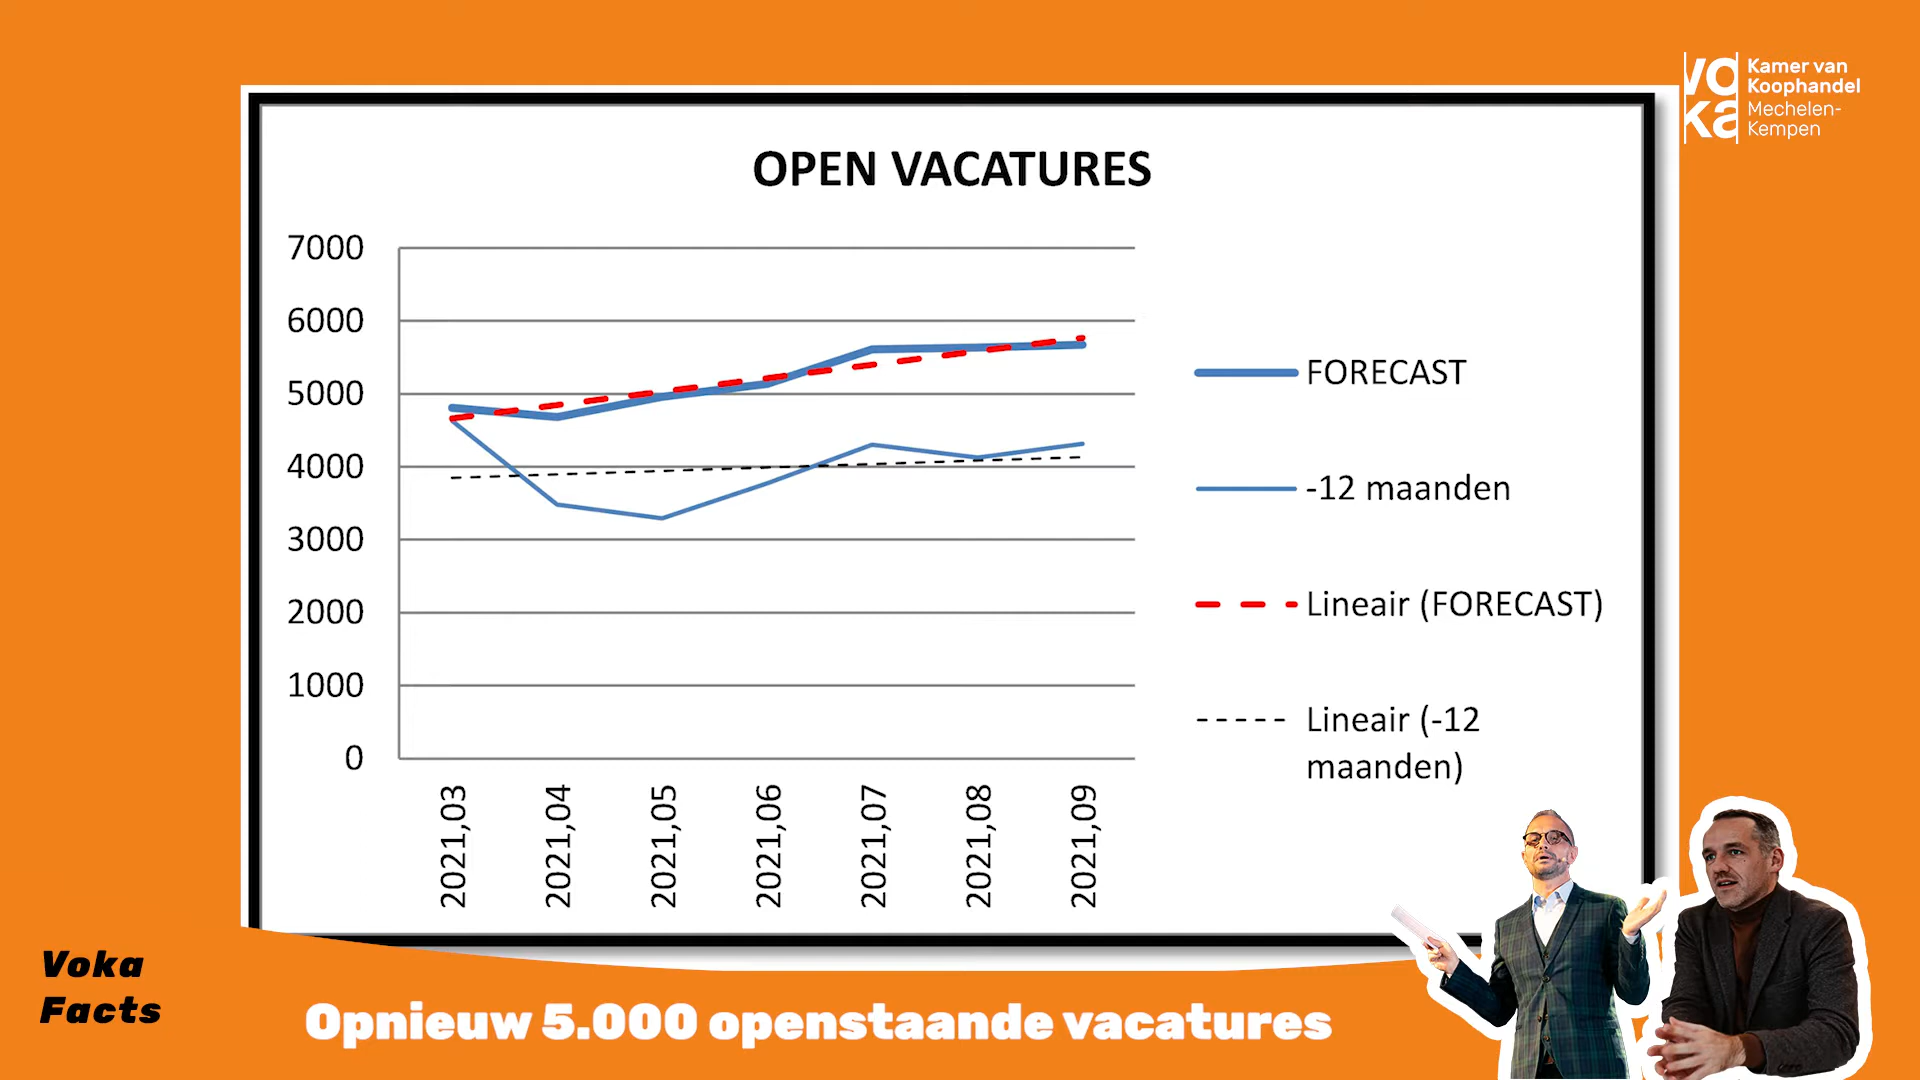 VO
Kamer van
Koophandel
ka
Mechelen-
Kempen
OPEN VACATURES
7000
6000
5000
4000
3000
2000
1000
0
2021,03
2021,04
2021,05
2021,06
2021,07
2021,08
2021,09
FORECAST
-12 maanden
Lineair (FORECAST)
Lineair (-12
maanden)
Voka
Facts
Opnieuw 5.000 openstaande vacatures